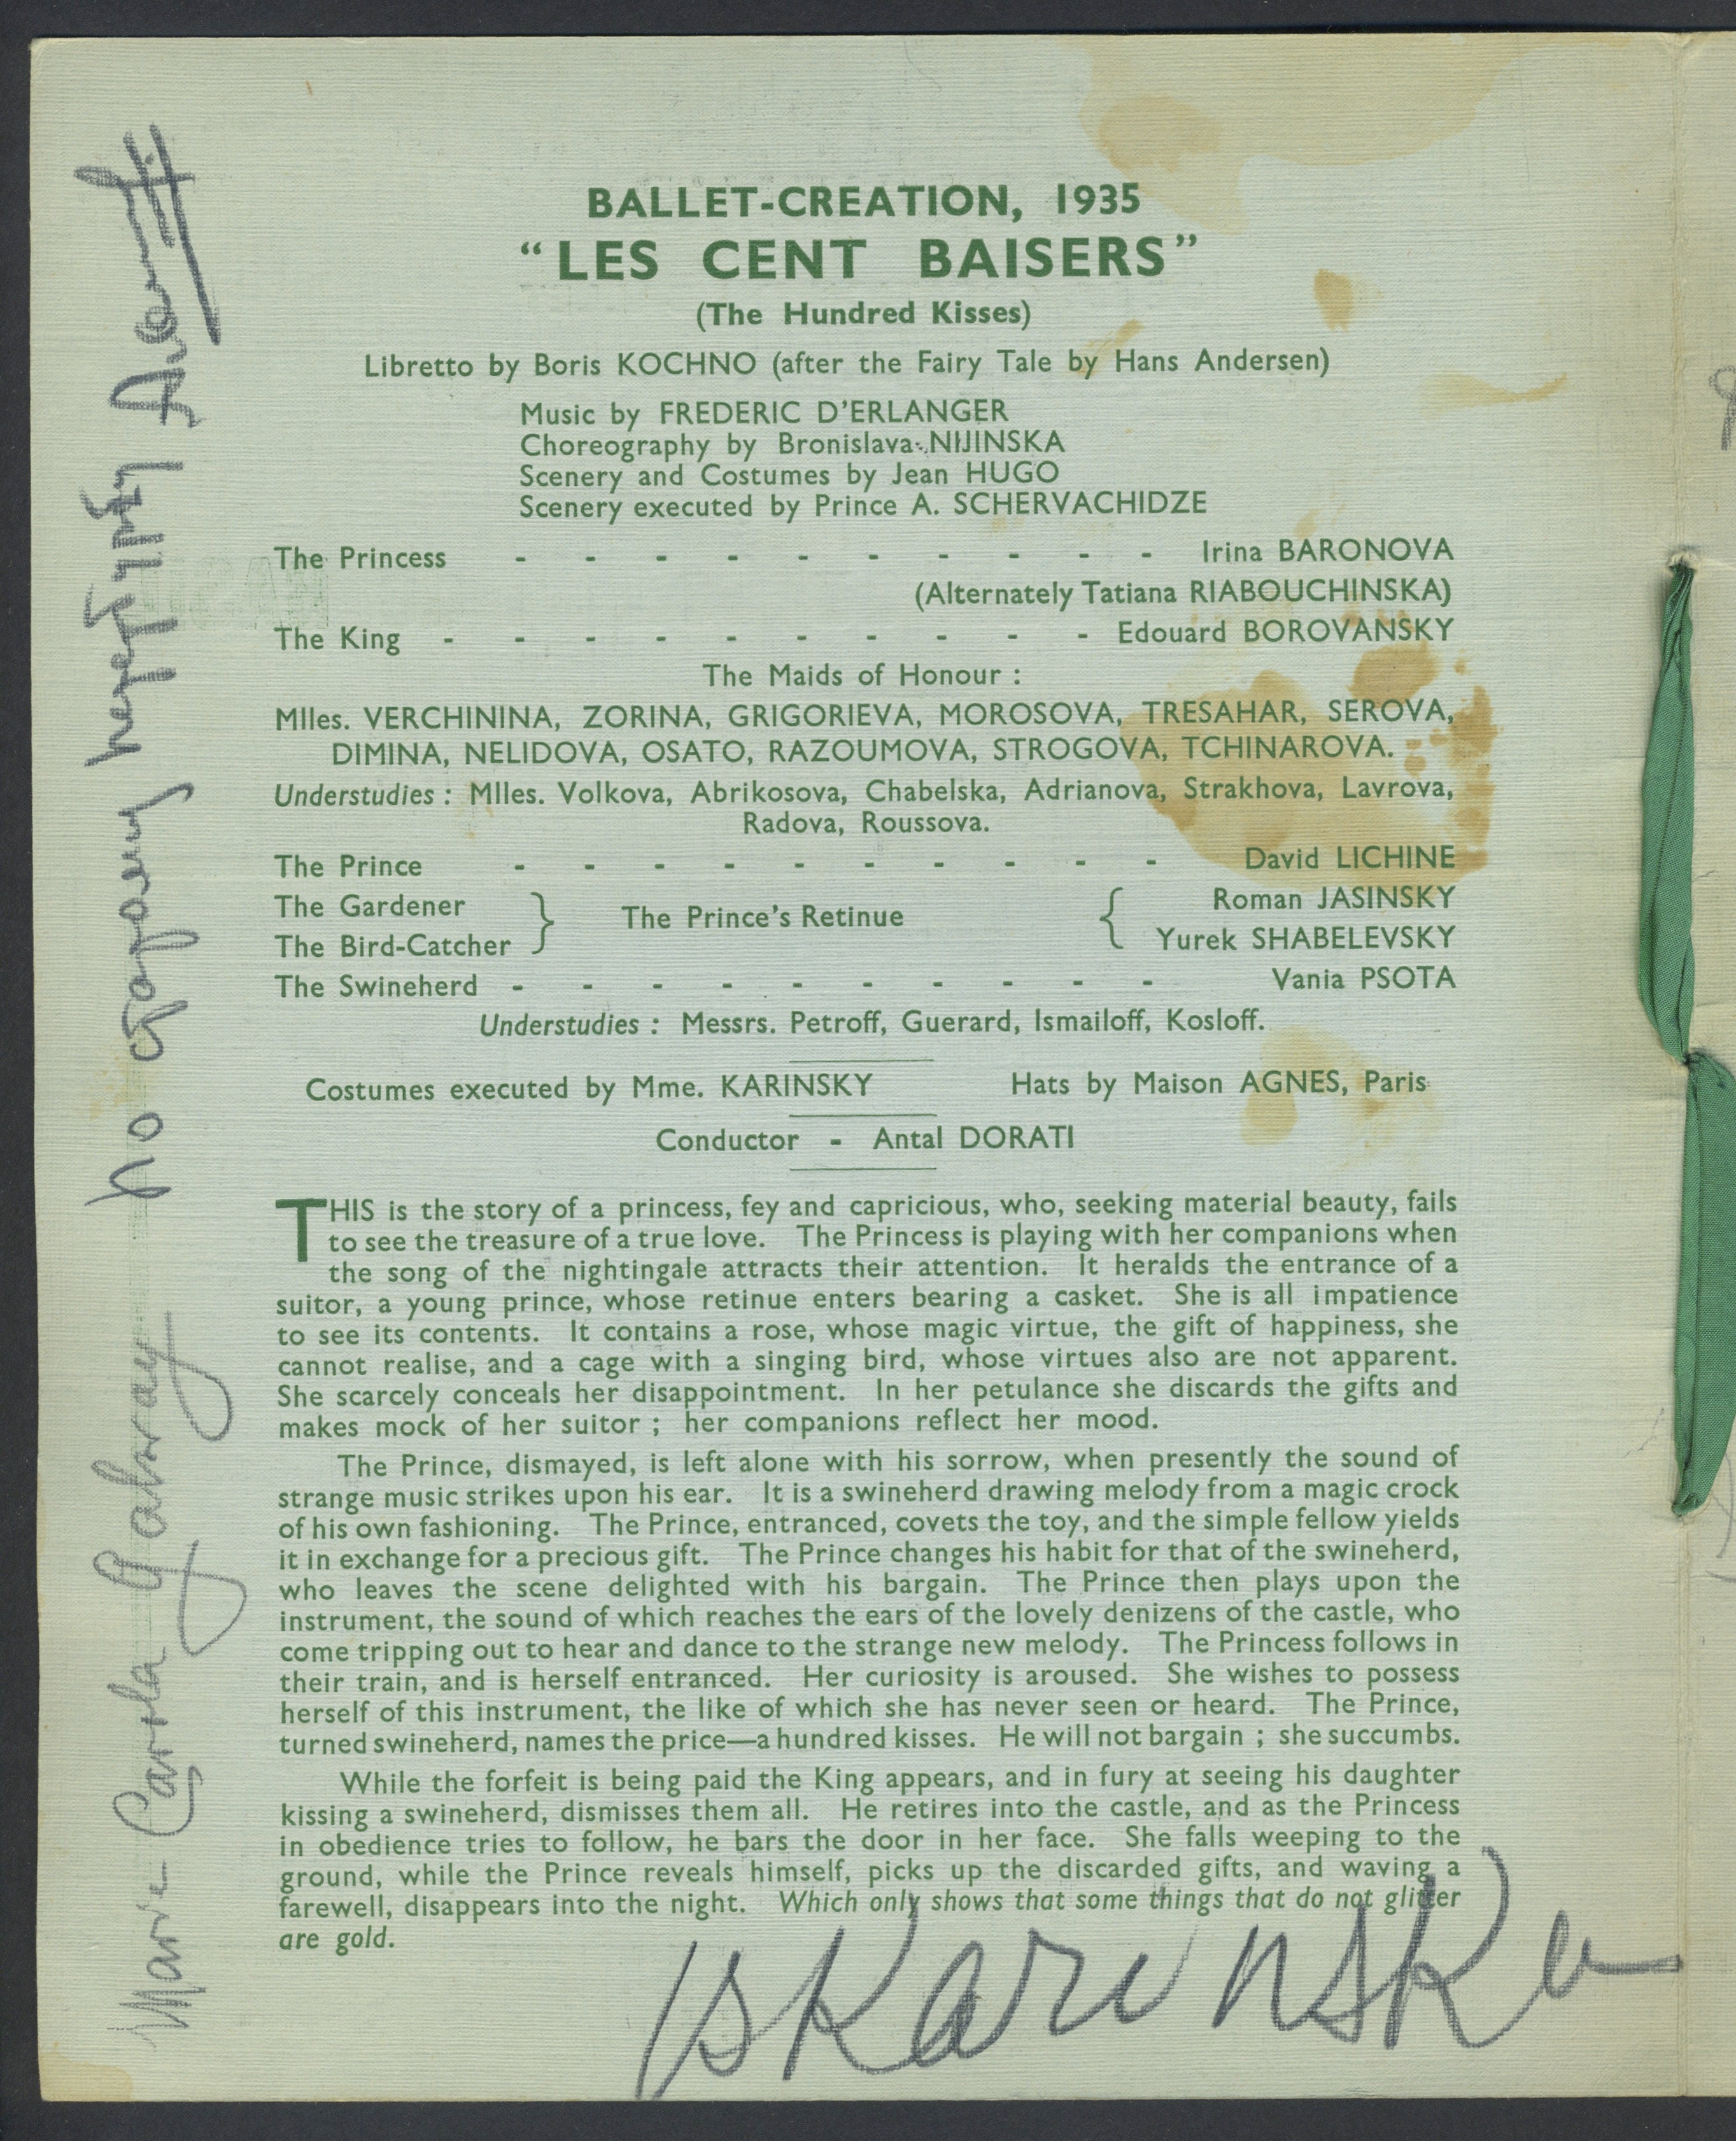 BALLET-CREATION, 1935
“LES CENT BAISERS”
(The Hundred Kisses)
Libretto by Boris KOCHNO (after the Fairy Tale by Hans Andersen)
Music by FREDERIC D'ERLANGER
Choreography by Bronislava NIJINSKA
Scenery and Costumes by Jean HUGO
Scenery executed by Prince A. SCHERVACHIDZE
The Princess - - - - - - - - - - Irina BARONOVA
(Alternately Tatiana RIABOUCHINSKA)
The King - - - - - - - - - - Edouard BOROVANSKY
The Maids of Honour :
Mlles. VERCHININA, ZORINA, GRIGORIEVA, MOROSOVA, TRESAHAR, SEROVA,
DIMINA, NELIDOVA, OSATO, RAZOUMOVA, STROGOVA, TCHINAROVA.
Understudies : Mlles. Volkova, Abrikosova, Chabelska, Adrianova, Strakhova, Lavrova,
Radova, Roussova.
The Prince - - - - - - - - - - David LICHINE
The Gardener } The Prince's Retinue { Roman JASINSKY
The Bird-Catcher Yurek SHABELEVSKY
The Swineherd - - - - - - - - - - Vania PSOTA
Understudies : Messrs. Petroff, Guerard, Ismailoff, Kosloff.
Costumes executed by Mme. KARINSKY Hats by Maison AGNES, Paris
Conductor - Antal DORATI
THIS is the story of a princess, fey and capricious, who, seeking material beauty, fails
to see the treasure of a true love. The Princess is playing with her companions when
the song of the nightingale attracts their attention. It heralds the entrance of a
suitor, a young prince, whose retinue enters bearing a casket. She is all impatience
to see its contents. It contains a rose, whose magic virtue, the gift of happiness, she
cannot realise, and a cage with a singing bird, whose virtues also are not apparent.
She scarcely conceals her disappointment. In her petulance she discards the gifts and
makes mock of her suitor ; her companions reflect her mood.
The Prince, dismayed, is left alone with his sorrow, when presently the sound of
strange music strikes upon his ear. It is a swineherd drawing melody from a magic crock
of his own fashioning. The Prince, entranced, covets the toy, and the simple fellow yields
it in exchange for a precious gift. The Prince changes his habit for that of the swineherd,
who leaves the scene delighted with his bargain. The Prince then plays upon the
instrument, the sound of which reaches the ears of the lovely denizens of the castle, who
come tripping out to hear and dance to the strange new melody. The Princess follows in
their train, and is herself entranced. Her curiosity is aroused. She wishes to possess
herself of this instrument, the like of which she has never seen or heard. The Prince,
turned swineherd, names the price—a hundred kisses. He will not bargain ; she succumbs.
While the forfeit is being paid the King appears, and in fury at seeing his daughter
kissing a swineherd, dismisses them all. He retires into the castle, and as the Princess
in obedience tries to follow, he bars the door in her face. She falls weeping to the
ground, while the Prince reveals himself, picks up the discarded gifts, and waving a
farewell, disappears into the night. Which only shows that some things that do not glitter
are gold.
Karinska